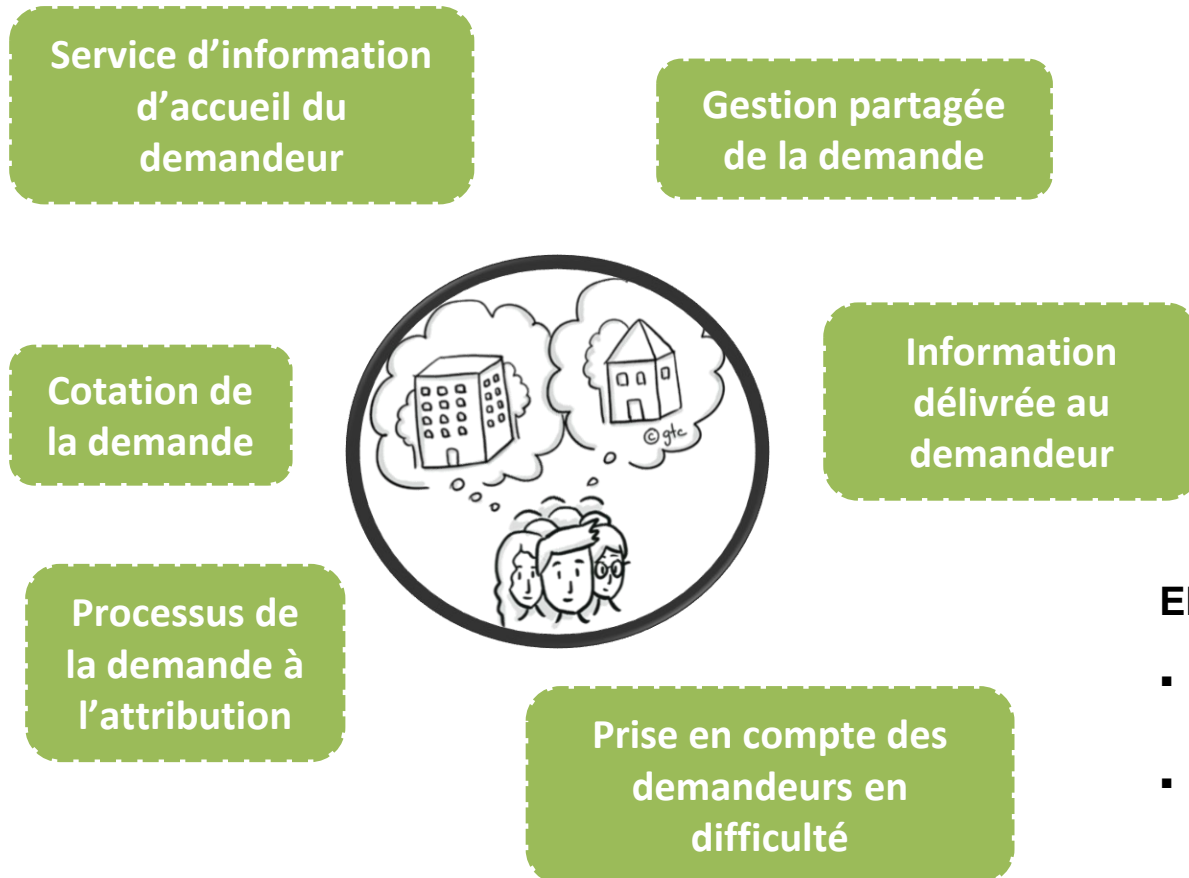 Service d'information
d'accueil du
demandeur
Gestion partagée
de la demande
Cotation de
la demande
© gtc
Information
délivrée au
demandeur
Processus de
la demande à
l'attribution
Prise en compte des
demandeurs en
difficulté